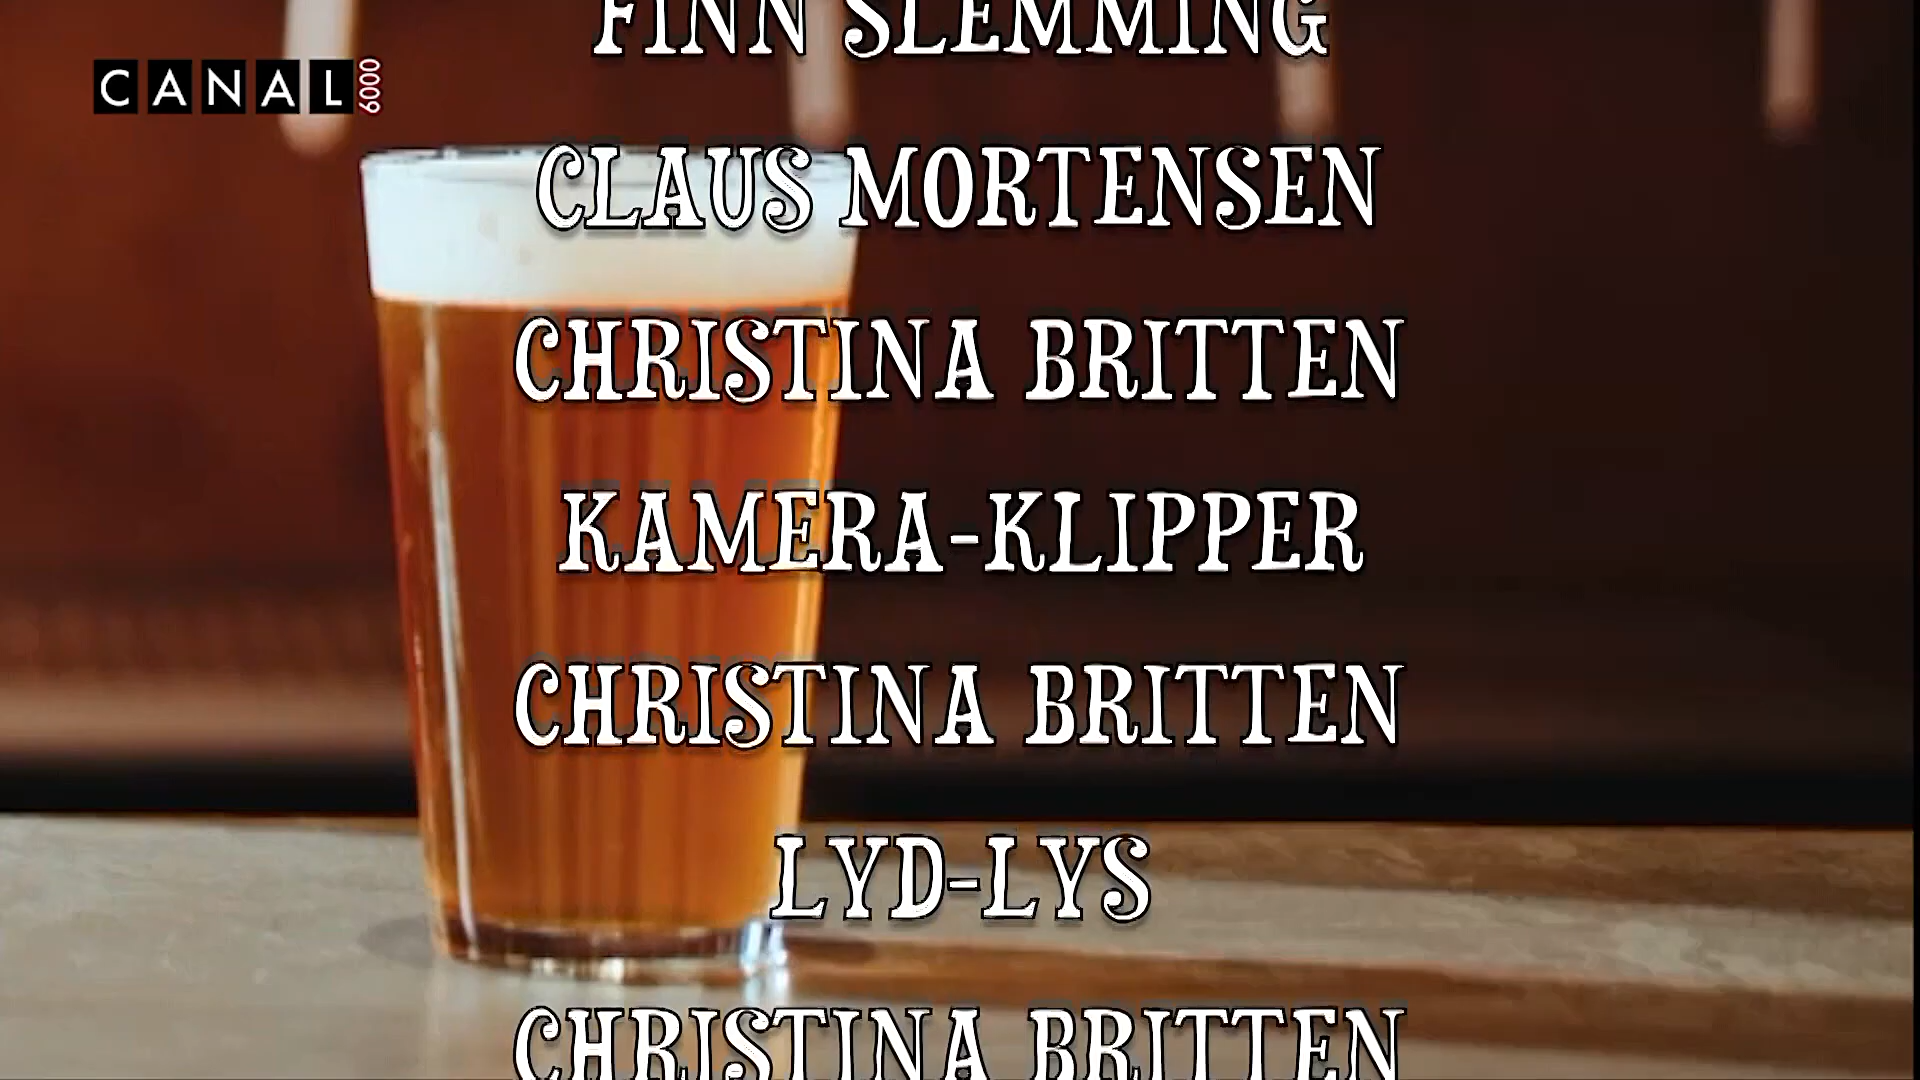 FINN SLEMMING
CANAL 6000
CLAUS MORTENSEN
CHRISTINA BRITTEN
KAMERA-KLIPPER
CHRISTINA BRITTEN
LYD-LYS
CHRISTINA BRITTEN